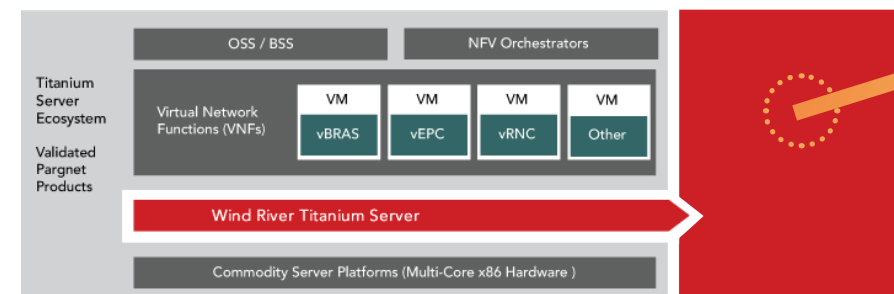 OSS / BSS
NFV Orchestrators
Titanium
Server
Ecosystem
Validated
Pargnet
Products
Virtual Network
Functions (VNFs)
VM
vBRAS
VM
vEPC
VM
vRNC
VM
Other
Wind River Titanium Server
Commodity Server Platforms (Multi-Core x86 Hardware )